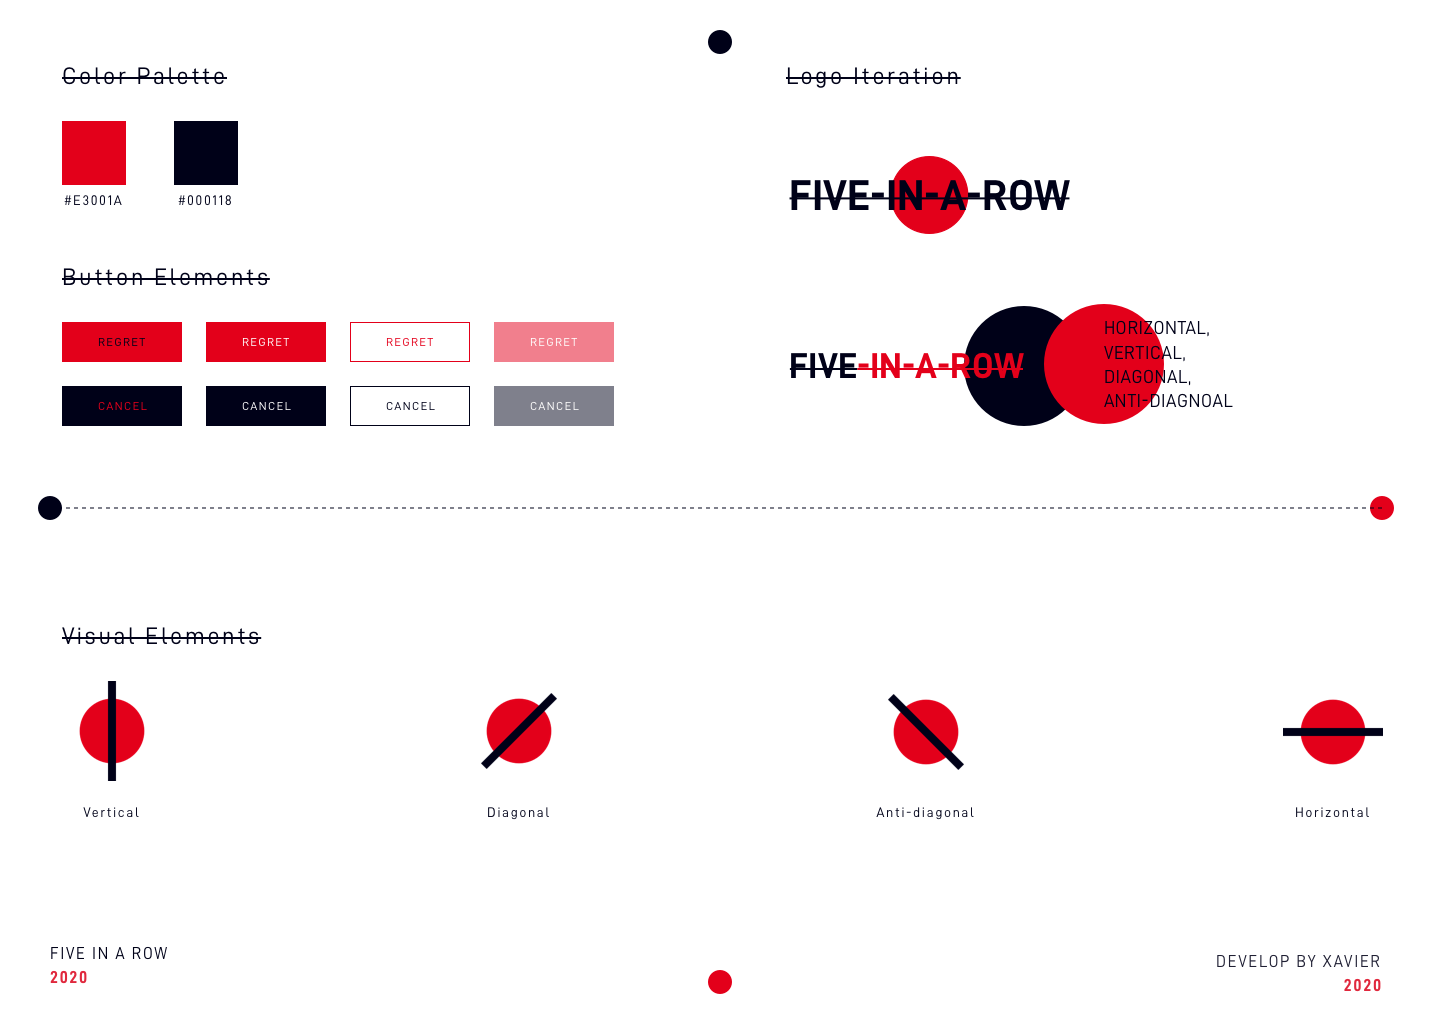 Color Palette
#E3001A
#000118
Button Elements
REGRET
REGRET
REGRET
REGRET
CANCEL
CANCEL
CANCEL
CANCEL
Logo Iteration
FIVE-IN-A-ROW
FIVE-IN-A-ROW
HORIZONTAL,
VERTICAL,
DIAGONAL,
ANTI-DIAGNOAL
Visual Elements
Vertical
Diagonal
Anti-diagonal
Horizontal
FIVE IN A ROW
2020
DEVELOP BY XAVIER
2020